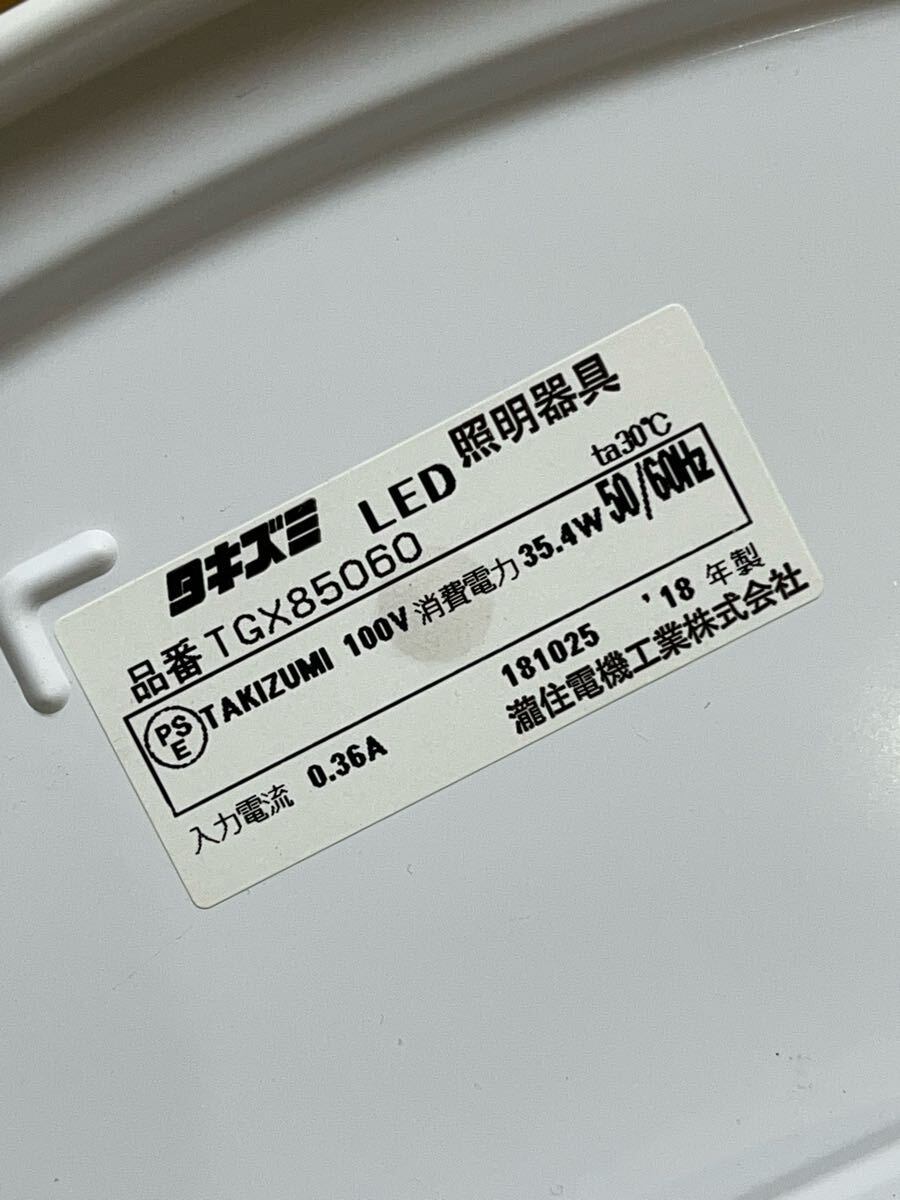 タキズミ LED 照明器具
品番 TGX85060 ta30℃
PSE TAKIZUMI 100V 消費電力 35.4W 50/60Hz
入力電流 0.36A 181025 '18 年製
瀧住電機工業株式会社